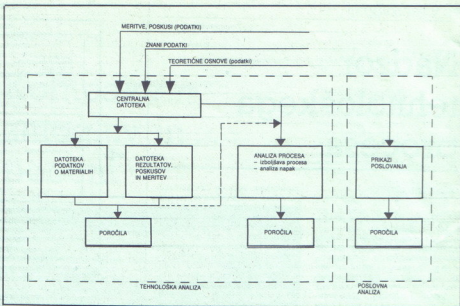 MERITVE, POSKUSI (PODATKI)
ZNANI PODATKI
TEORETIČNE OSNOVE (podatki)
CENTRALNA
DATOTEKA
DATOTEKA
PODATKOV
O MATERIALIH
DATOTEKA
REZULTATOV,
POSKUSOV
IN MERITEV
ANALIZA PROCESA
– izboljšava procesa
– analiza napak
PRIKAZI
POSLOVANJA
POROČILA
POROČILA
POROČILA
TEHNOLOŠKA ANALIZA
POSLOVNA
ANALIZA